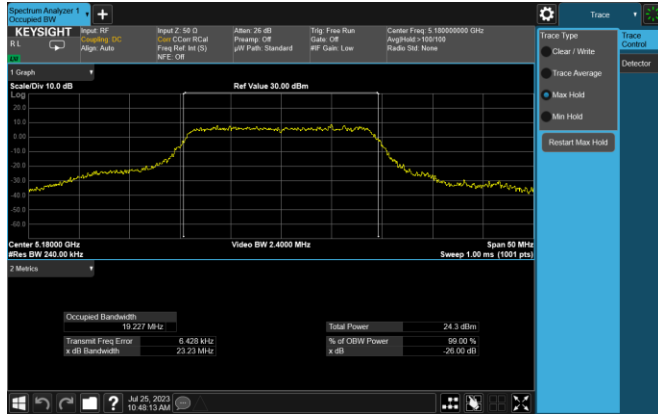 Spectrum Analyzer 1
Occupied BW
Trace
KEYSIGHT
Input: RF
Input Z: 50 Ω
Atten: 26 dB
Trig: Free Run
Center Freq: 5.180000000 GHz
R L
Coupling: DC
Corr CCorr RCal
Preamp: Off
Gate: Off
Avg|Hold:>100/100
Align: Auto
Freq Ref: Int (S)
µW Path: Standard
#IF Gain: Low
Radio Std: None
NFE: Off
Trace Type
Clear / Write
Trace Average
Max Hold
Min Hold
Restart Max Hold
Trace Control
Detector
1 Graph
Scale/Div 10.0 dB
Ref Value 30.00 dBm
Log
20.0
10.0
0.00
-10.0
-20.0
-30.0
-40.0
-50.0
-60.0
Center 5.18000 GHz
Video BW 2.4000 MHz
Span 50 MHz
#Res BW 240.00 kHz
Sweep 1.00 ms (1001 pts)
2 Metrics
Occupied Bandwidth
19.227 MHz
Total Power
24.3 dBm
Transmit Freq Error
6.428 kHz
% of OBW Power
99.00 %
x dB Bandwidth
23.23 MHz
x dB
-26.00 dB
?
Jul 25, 2023
10:48:13 AM